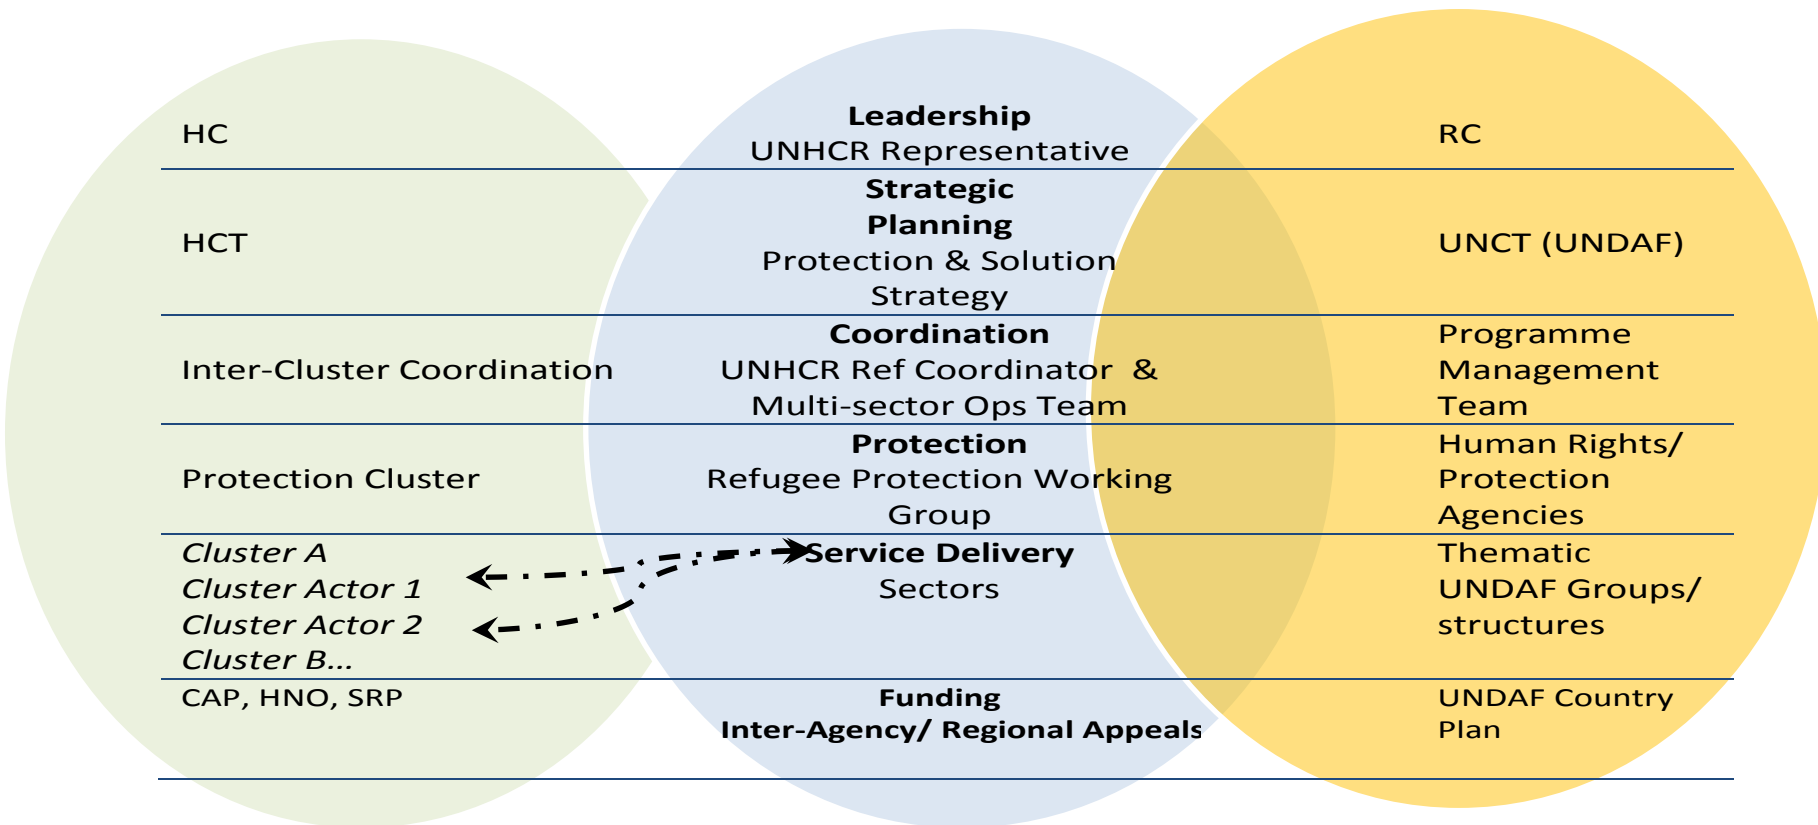 HC
Leadership
UNHCR Representative
RC
HCT
Strategic
Planning
Protection & Solution
Strategy
UNCT (UNDAF)
Inter-Cluster Coordination
Coordination
UNHCR Ref Coordinator &
Multi-sector Ops Team
Programme
Management
Team
Protection Cluster
Protection
Refugee Protection Working
Group
Human Rights/
Protection
Agencies
Cluster A
Cluster Actor 1
Cluster Actor 2
Cluster B...
Service Delivery
Sectors
Thematic
UNDAF Groups/
structures
CAP, HNO, SRP
Funding
Inter-Agency/ Regional Appeals
UNDAF Country
Plan